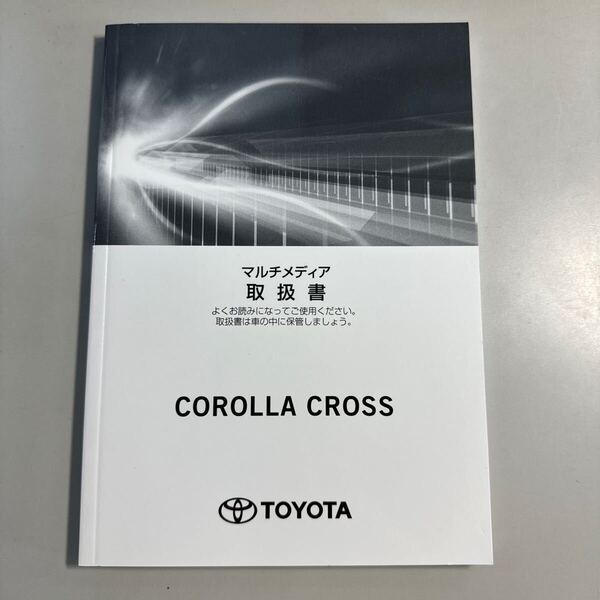 マルチメディア
取扱書
よくお読みになってご使用ください。
取扱書は車の中に保管しましょう。
COROLLA CROSS
TOYOTA